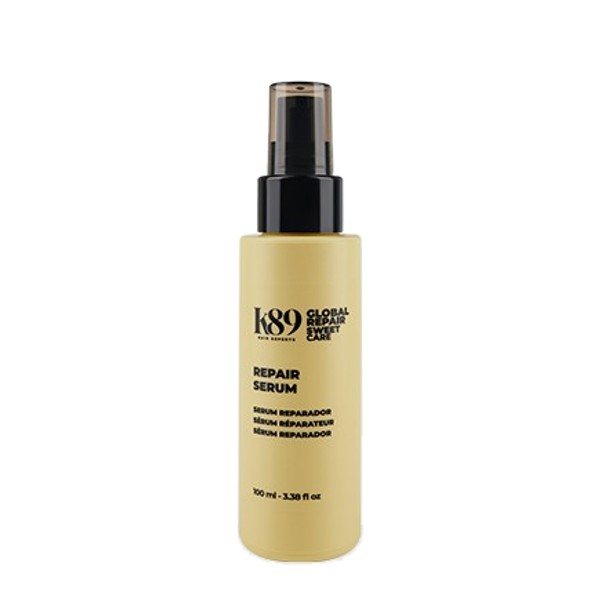 k89
HAIR EXPERTS
GLOBAL
REPAIR
SWEET
CARE
REPAIR
SERUM
SERUM REPARADOR
SÉRUM RÉPARATEUR
SÉRUM REPARADOR
100 ml - 3.38 fl oz